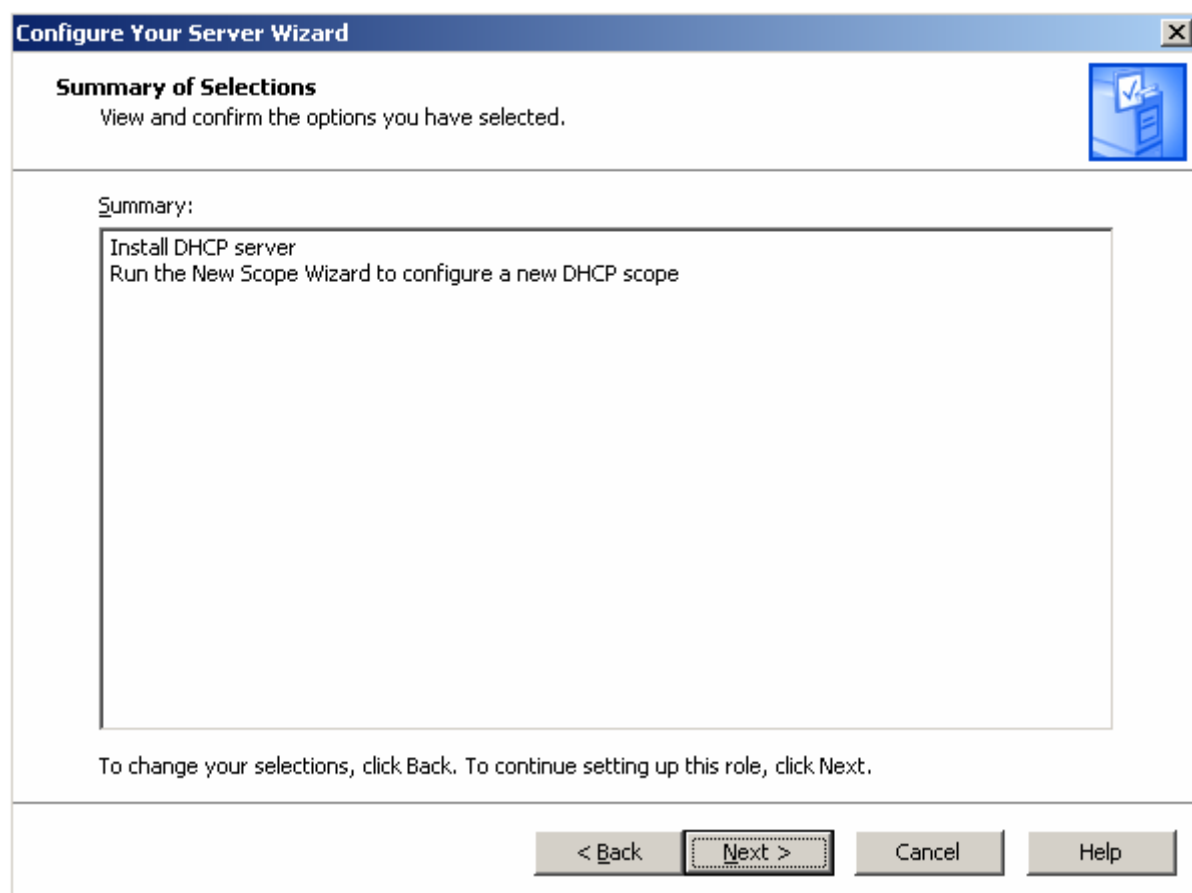 Configure Your Server Wizard
Summary of Selections
View and confirm the options you have selected.
Summary:
Install DHCP server
Run the New Scope Wizard to configure a new DHCP scope
To change your selections, click Back. To continue setting up this role, click Next.
< Back
Next >
Cancel
Help